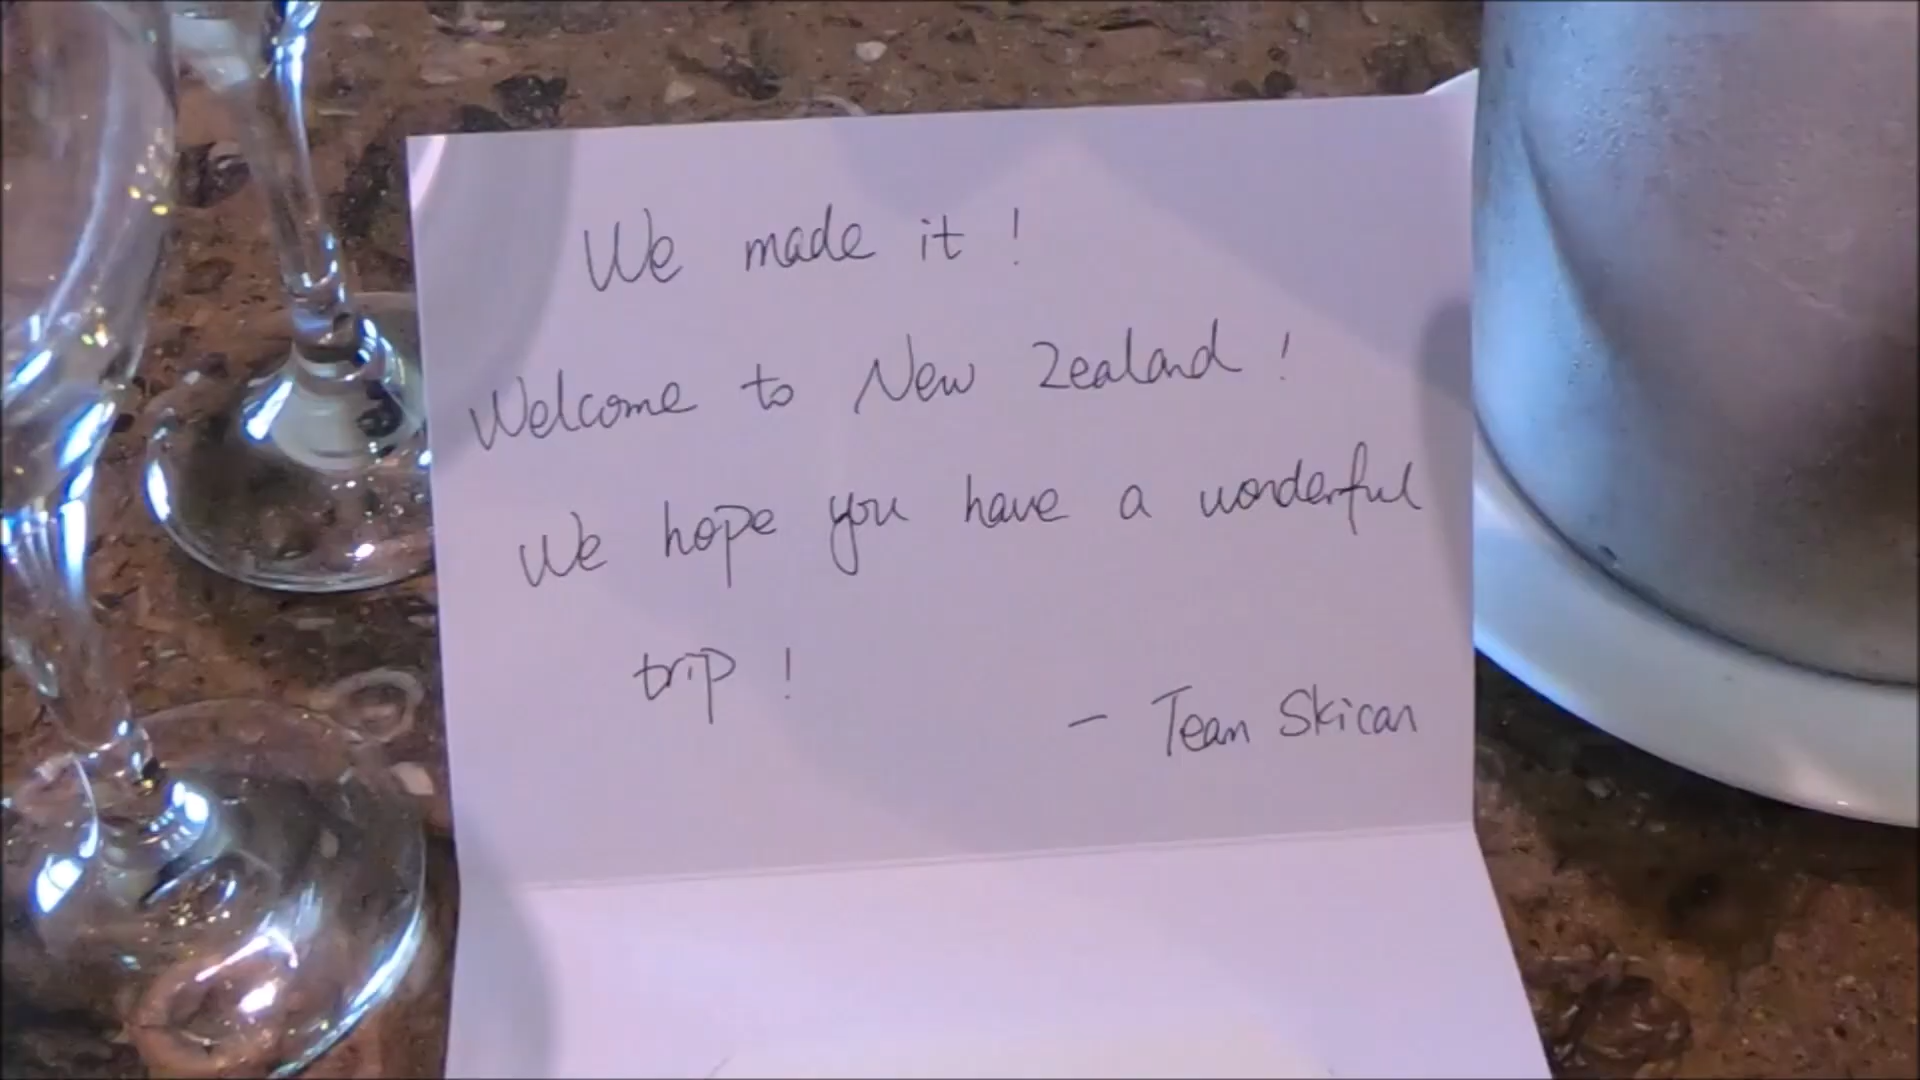 We made it!
Welcome to New Zealand!
We hope you have a wonderful
trip!
- Team Skican